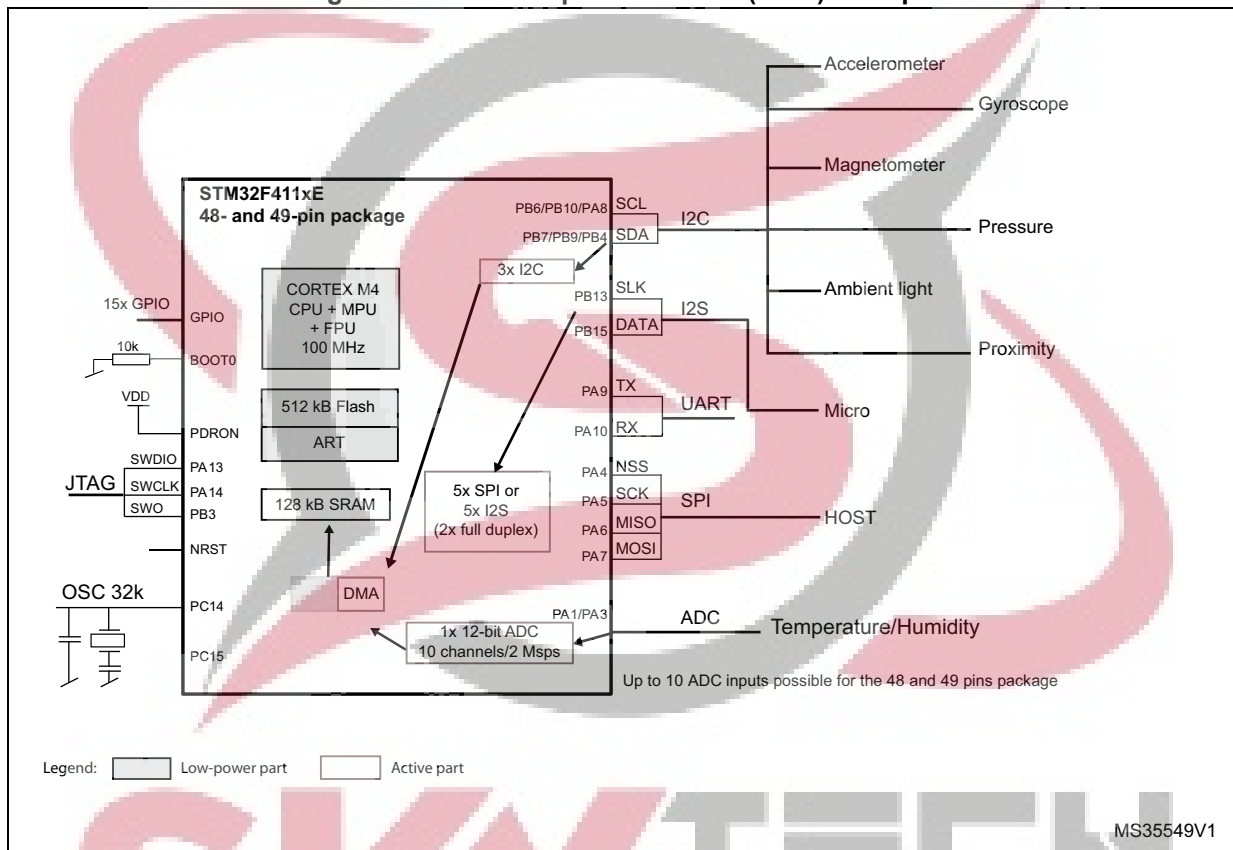 STM32F411xE
48- and 49-pin package
CORTEX M4
CPU + MPU
+ FPU
100 MHz
512 kB Flash
ART
128 kB SRAM
DMA
3x I2C
5x SPI or
5x I2S
(2x full duplex)
1x 12-bit ADC
10 channels/2 Msps
15x GPIO
GPIO
10k
BOOT0
VDD
PDRON
JTAG
SWDIO
PA13
SWCLK
PA14
SWO
PB3
NRST
OSC 32k
PC14
PC15
PB6/PB10/PA8
SCL
PB7/PB9/PB4
SDA
I2C
PB13
SLK
PB15
DATA
I2S
PA9
TX
PA10
RX
UART
PA4
NSS
PA5
SCK
PA6
MISO
PA7
MOSI
SPI
PA1/PA3
ADC
Accelerometer
Gyroscope
Magnetometer
Pressure
Ambient light
Proximity
Micro
HOST
Temperature/Humidity
Up to 10 ADC inputs possible for the 48 and 49 pins package
Legend:
Low-power part
Active part
MS35549V1